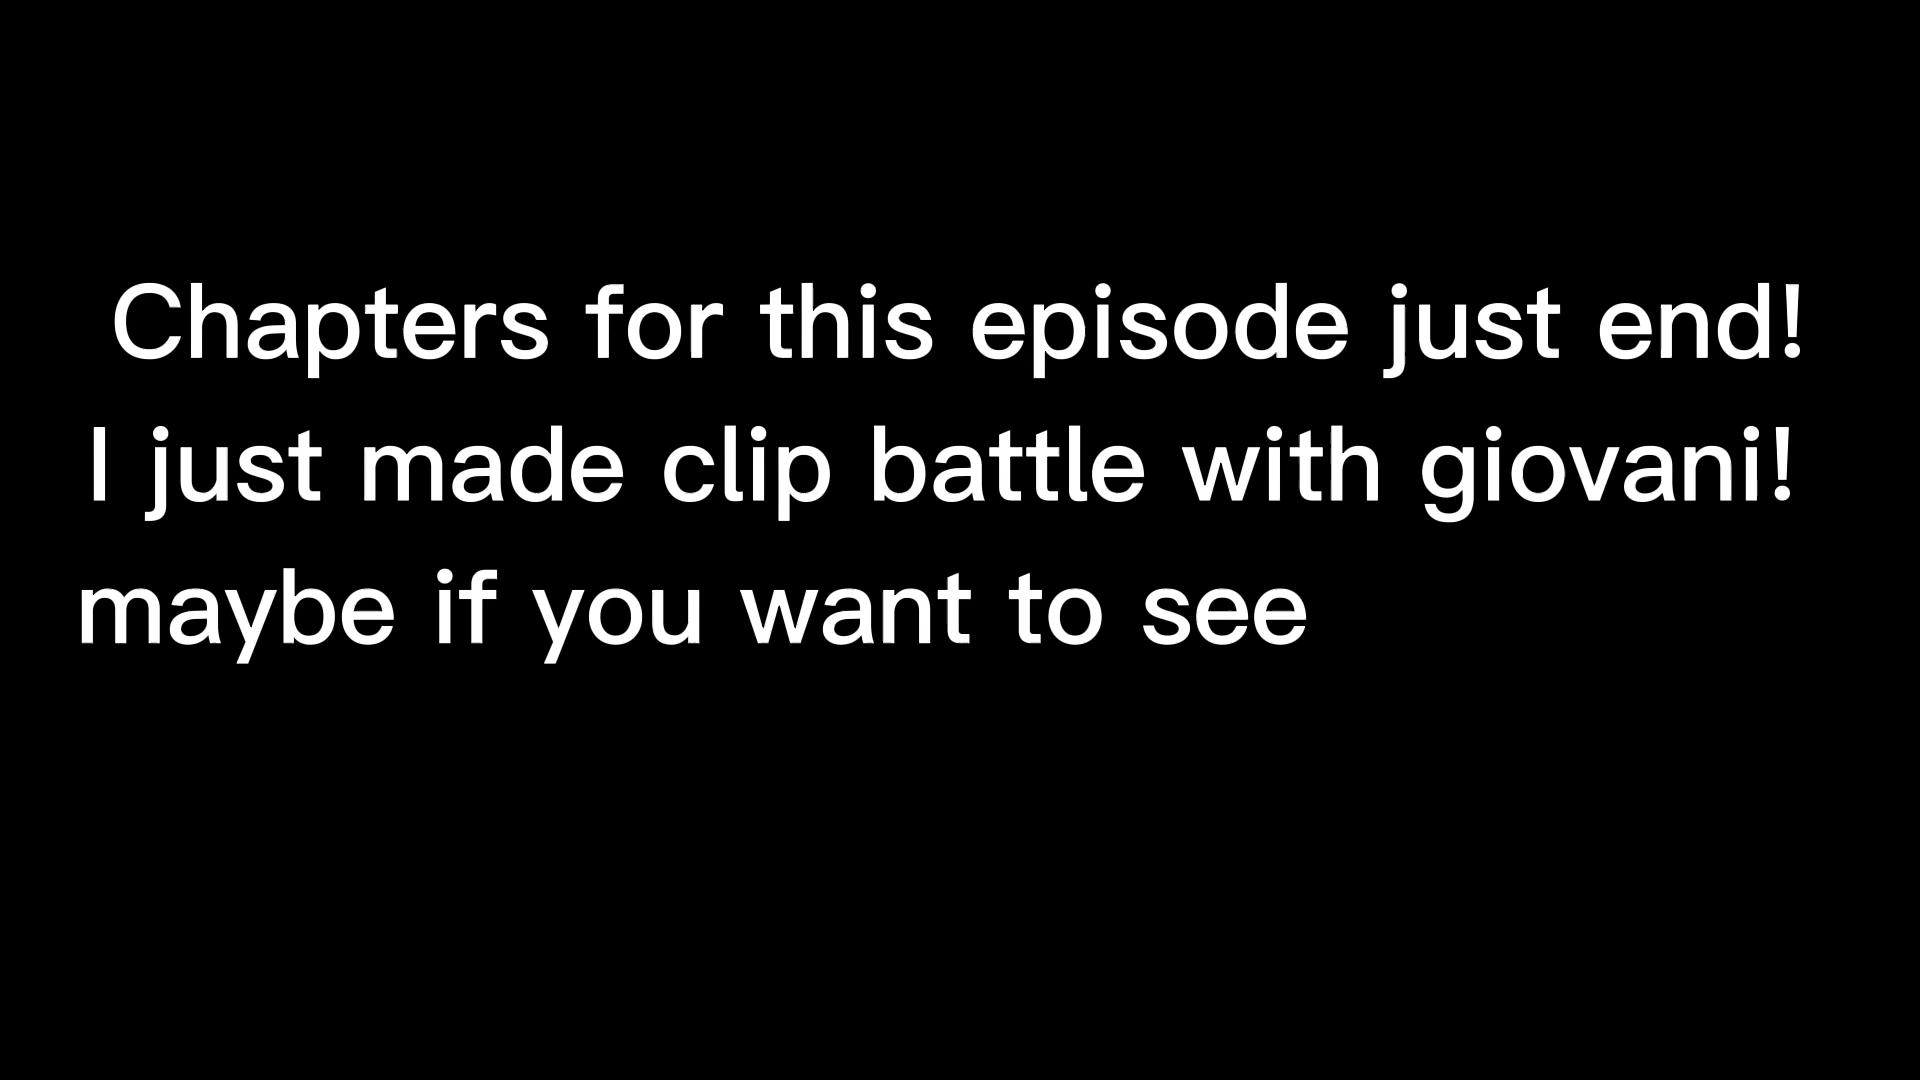 Chapters for this episode just end!
I just made clip battle with giovani!
maybe if you want to see